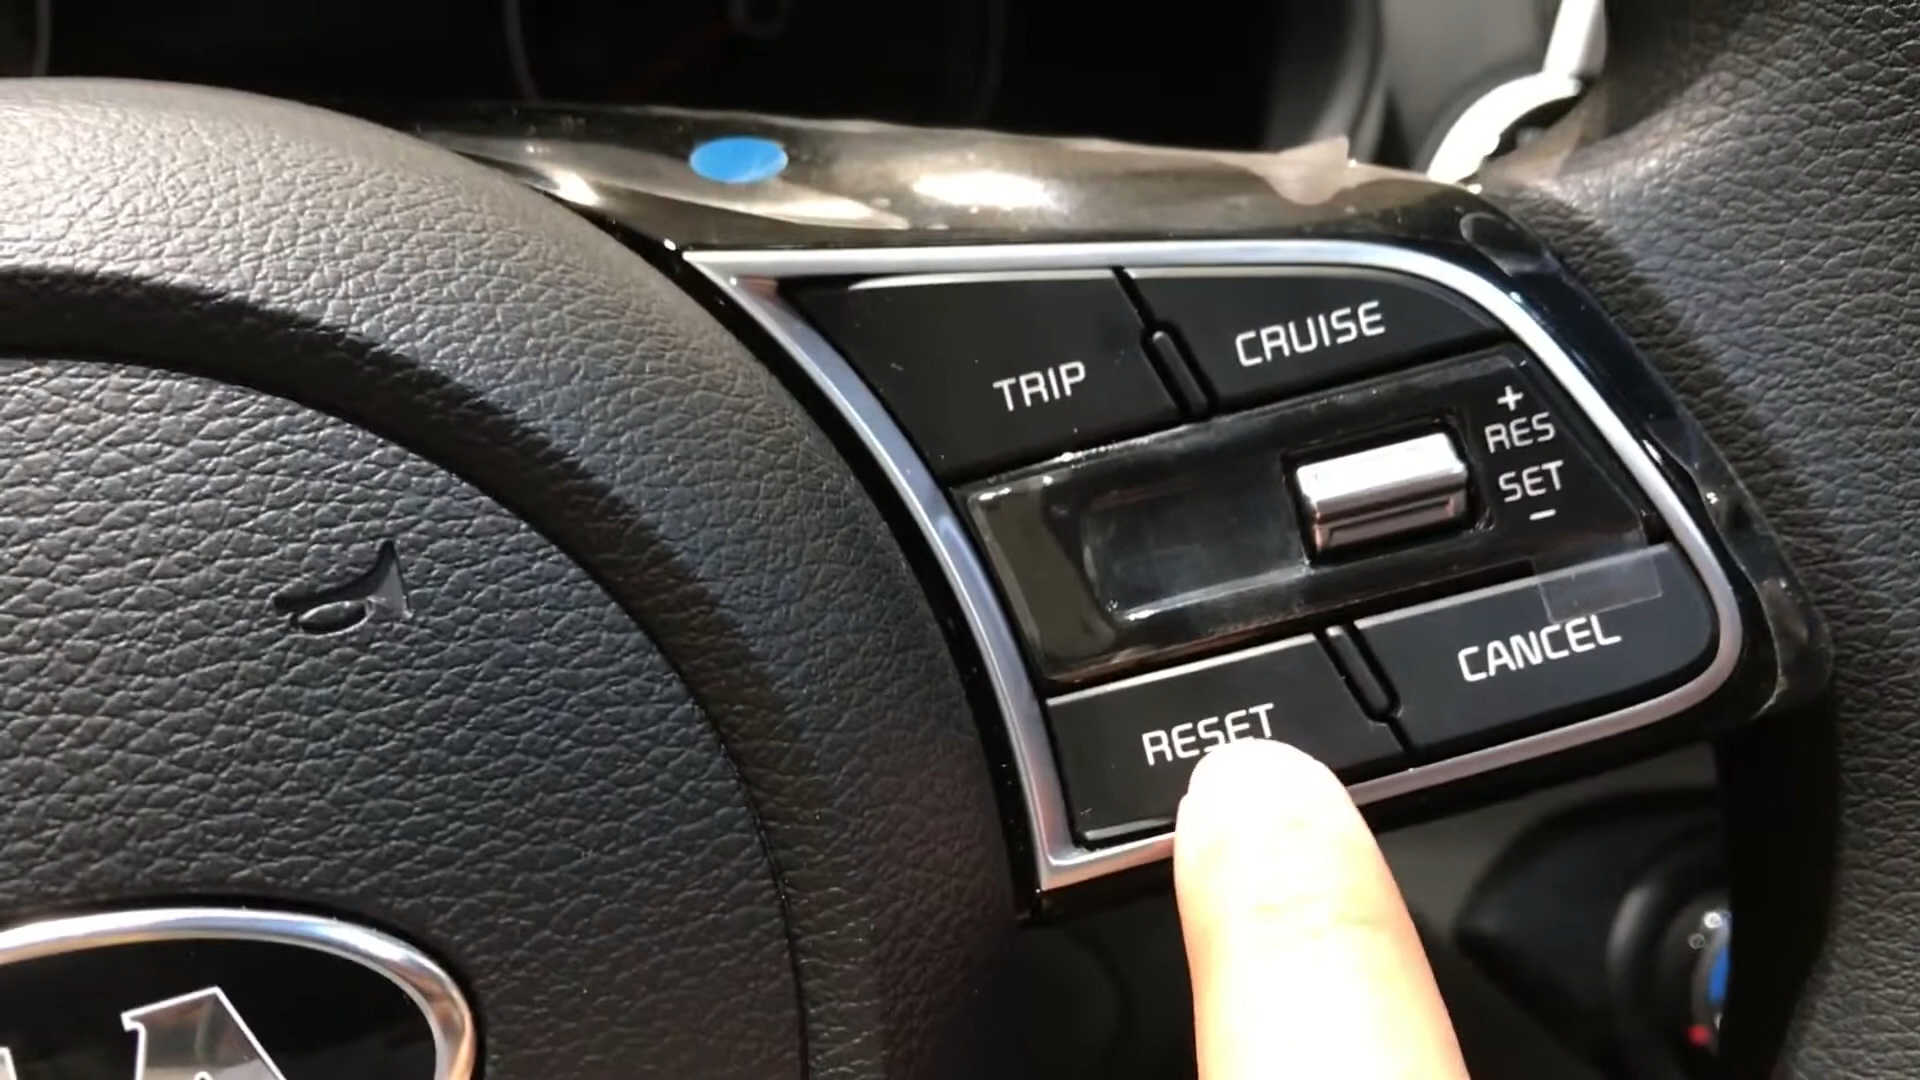 TRIP
CRUISE
+
RES
SET
-
CANCEL
RESET